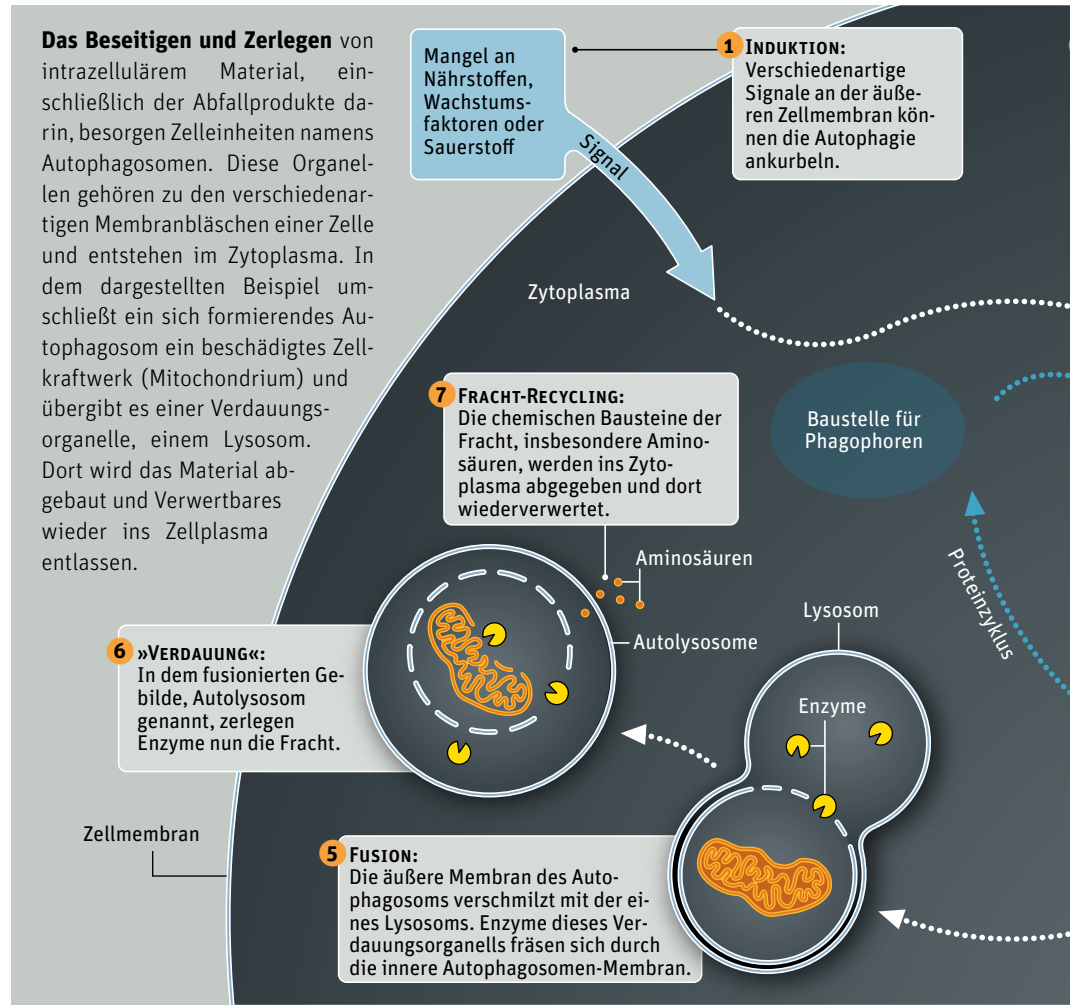 Das Beseitigen und Zerlegen von
intrazellulärem Material, ein-
schließlich der Abfallprodukte da-
rin, besorgen Zelleinheiten namens
Autophagosomen. Diese Organel-
len gehören zu den verschiedenar-
tigen Membranbläschen einer Zelle
und entstehen im Zytoplasma. In
dem dargestellten Beispiel um-
schließt ein sich formierendes Au-
tophagosom ein beschädigtes Zell-
kraftwerk (Mitochondrium) und
übergibt es einer Verdauungs-
organelle, einem Lysosom.
Dort wird das Material ab-
gebaut und Verwertbares
wieder ins Zellplasma
entlassen.
Mangel an
Nährstoffen,
Wachstums-
faktoren oder
Sauerstoff
Signal
1 INDUKTION:
Verschiedenartige
Signale an der äuße-
ren Zellmembran kön-
nen die Autophagie
ankurbeln.
Zytoplasma
Baustelle für
Phagophoren
Proteinzyklus
7 FRACHT-RECYCLING:
Die chemischen Bausteine der
Fracht, insbesondere Amino-
säuren, werden ins Zyto-
plasma abgegeben und dort
wiederverwertet.
Aminosäuren
Autolysosome
Lysosom
Enzyme
6 »VERDAUUNG«:
In dem fusionierten Ge-
bilde, Autolysosom
genannt, zerlegen
Enzyme nun die Fracht.
Zellmembran
5 FUSION:
Die äußere Membran des Auto-
phagosoms verschmilzt mit der ei-
nes Lysosoms. Enzyme dieses Ver-
dauungsorganells fräsen sich durch
die innere Autophagosomen-Membran.